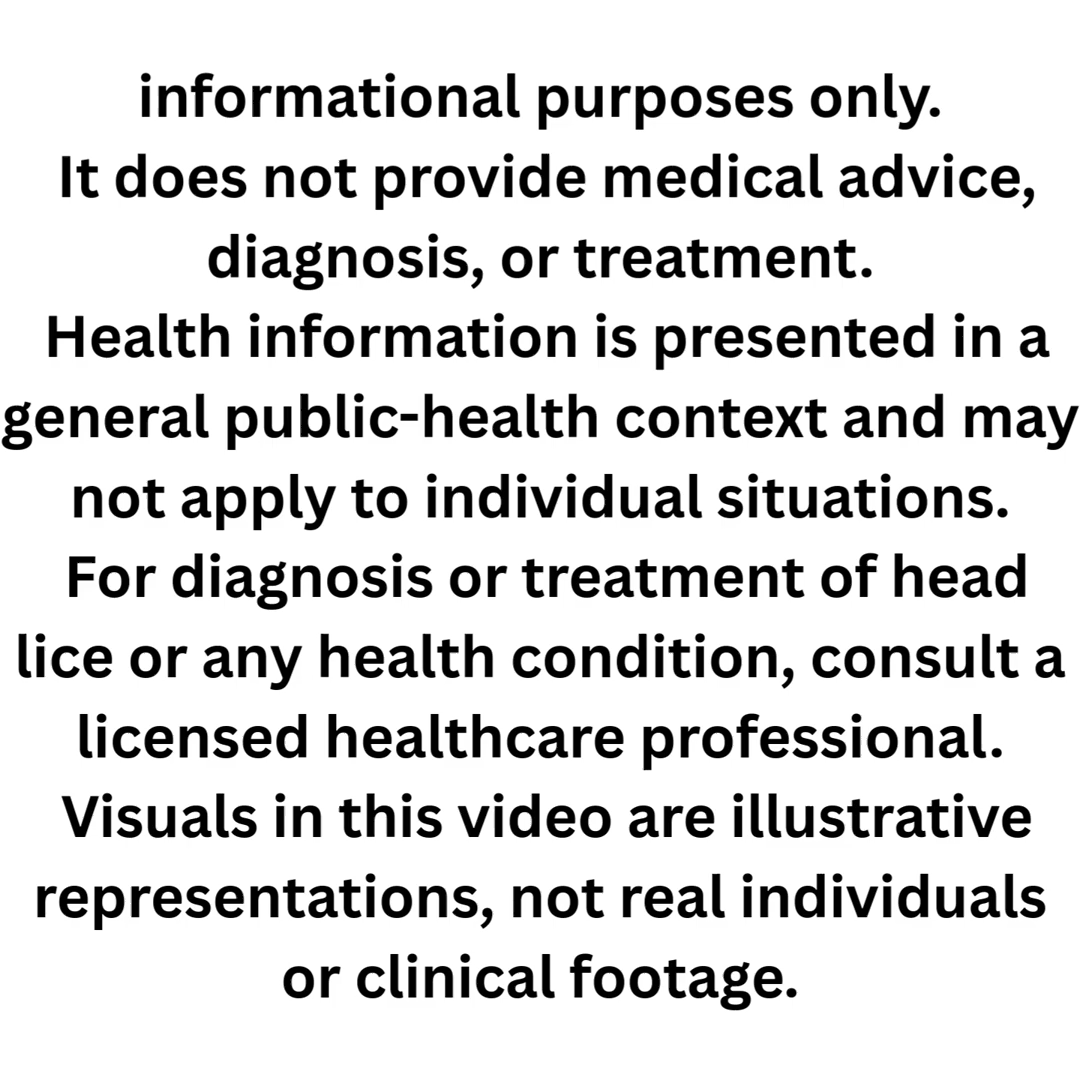 informational purposes only.
It does not provide medical advice,
diagnosis, or treatment.
Health information is presented in a
general public-health context and may
not apply to individual situations.
For diagnosis or treatment of head
lice or any health condition, consult a
licensed healthcare professional.
Visuals in this video are illustrative
representations, not real individuals
or clinical footage.